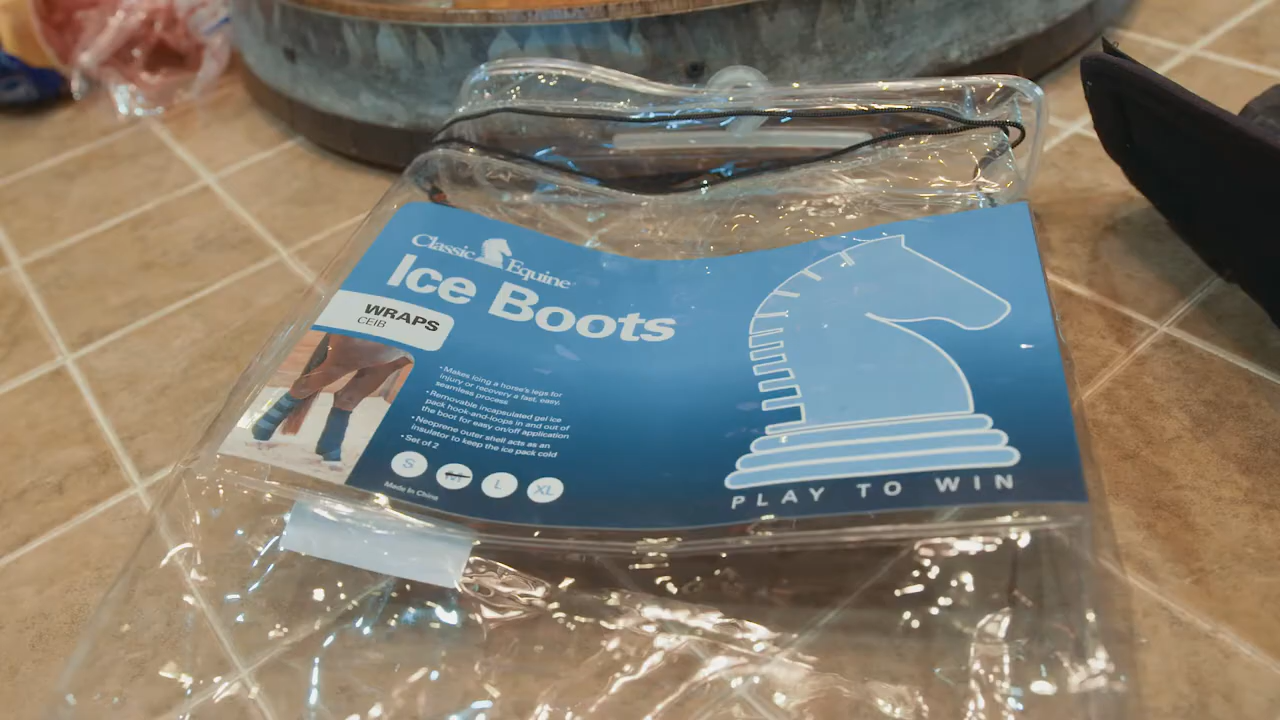 Classic Equine
Ice Boots
WRAPS
CEIB
• Makes icing a horse's legs for
injury or recovery a fast, easy,
seamless process
• Removable incapsulated gel ice
pack hook-and-loops in and out of
the boot for easy on/off application
• Neoprene outer shell acts as an
insulator to keep the ice pack cold
• Set of 2
S
L
XL
Made In China
PLAY TO WIN